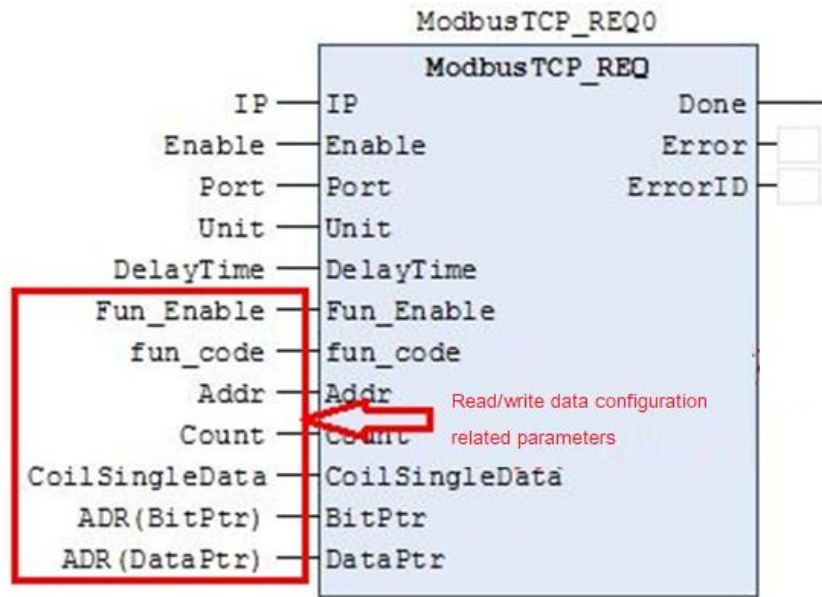 ModbusTCP_REQ0
ModbusTCP_REQ
IP IP Done
Enable Enable Error
Port Port ErrorID
Unit Unit
DelayTime DelayTime
Fun_Enable Fun_Enable
fun_code fun_code
Addr Addr Read/write data configuration
Count Count related parameters
CoilSingleData CoilSingleData
ADR(BitPtr) BitPtr
ADR(DataPtr) DataPtr